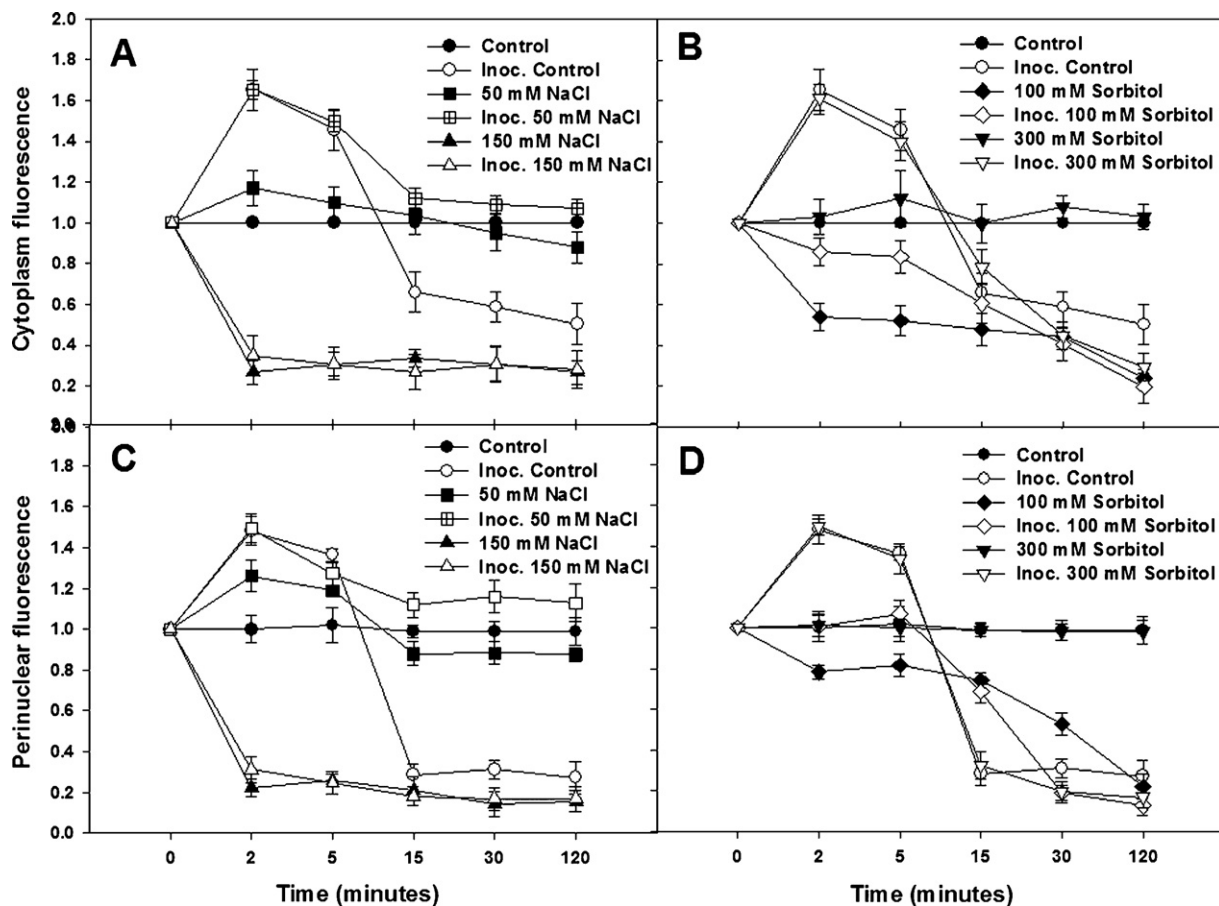 A
Control
Inoc. Control
50 mM NaCl
Inoc. 50 mM NaCl
150 mM NaCl
Inoc. 150 mM NaCl
Cytoplasm fluorescence
2.0
1.8
1.6
1.4
1.2
1.0
0.8
0.6
0.4
0.2
B
Control
Inoc. Control
100 mM Sorbitol
Inoc. 100 mM Sorbitol
300 mM Sorbitol
Inoc. 300 mM Sorbitol
C
Control
Inoc. Control
50 mM NaCl
Inoc. 50 mM NaCl
150 mM NaCl
Inoc. 150 mM NaCl
Perinuclear fluorescence
1.8
1.6
1.4
1.2
1.0
0.8
0.6
0.4
0.2
0.0
0 2 5 15 30 120
Time (minutes)
D
Control
Inoc. Control
100 mM Sorbitol
Inoc. 100 mM Sorbitol
300 mM Sorbitol
Inoc. 300 mM Sorbitol
0 2 5 15 30 120
Time (minutes)